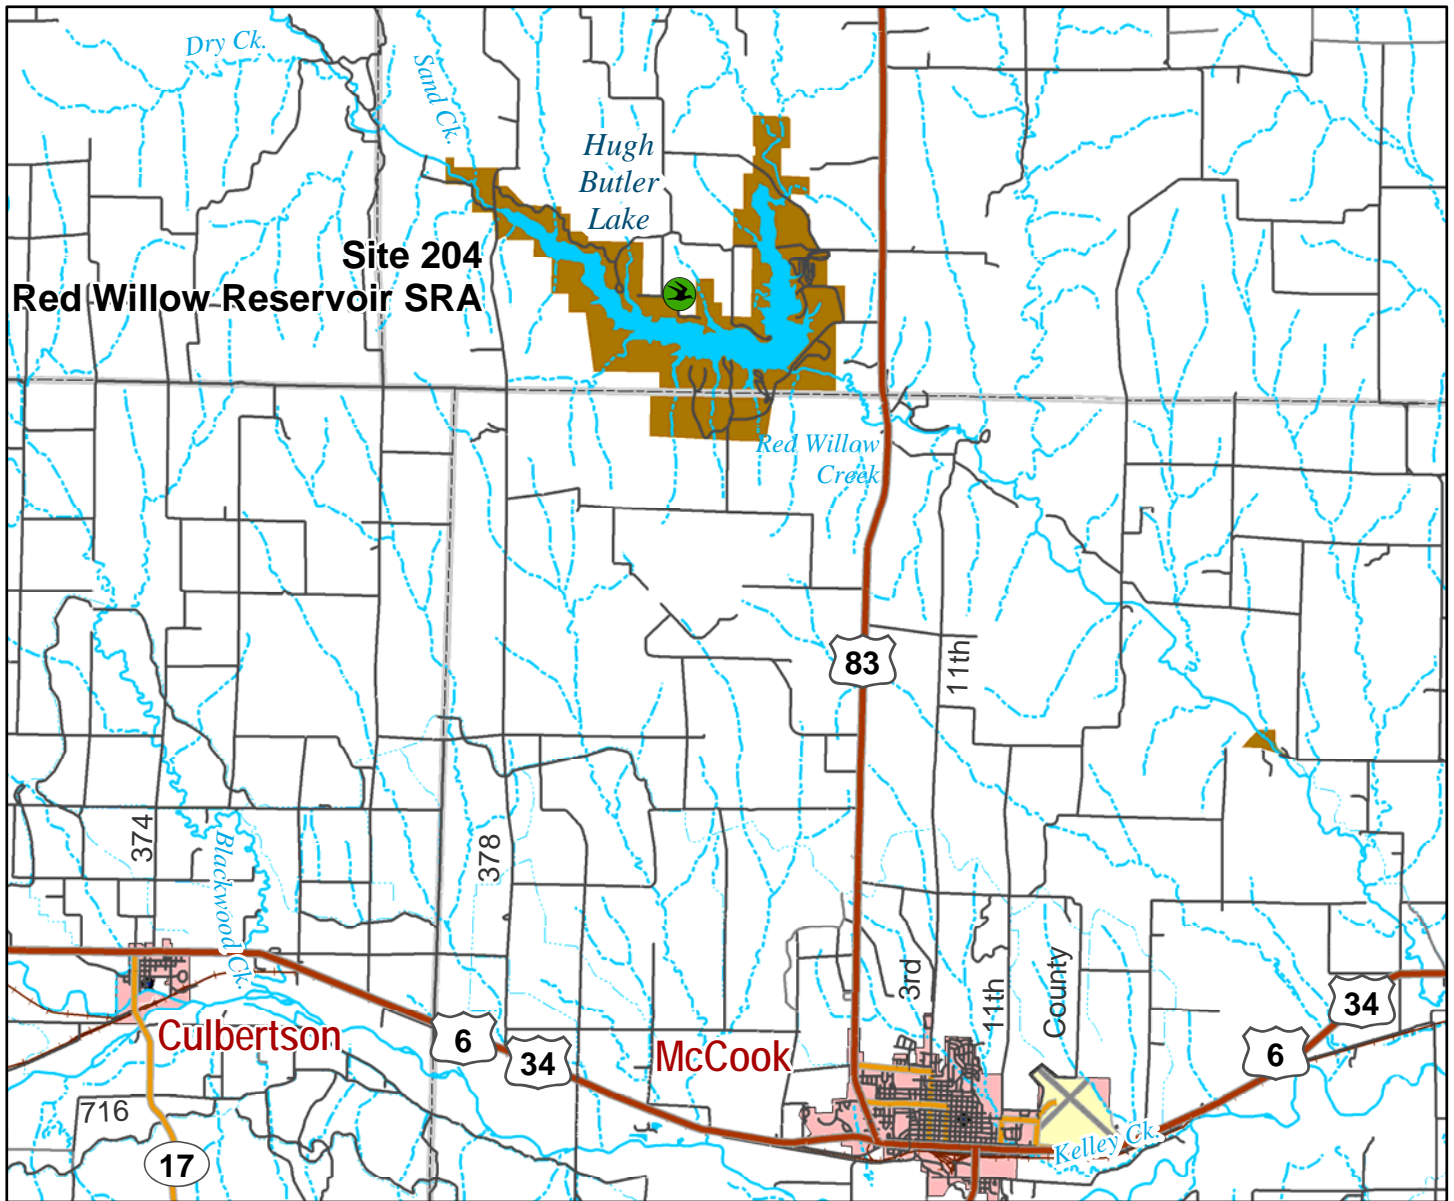 Dry Ck.
Sand Ck.
Hugh
Butler
Lake
Site 204
Red Willow Reservoir SRA
Red Willow
Creek
83
11th
374
378
Blackwood Ck.
3rd
11th
County
34
6
Culbertson
6
34
McCook
716
17
Kelley Ck.